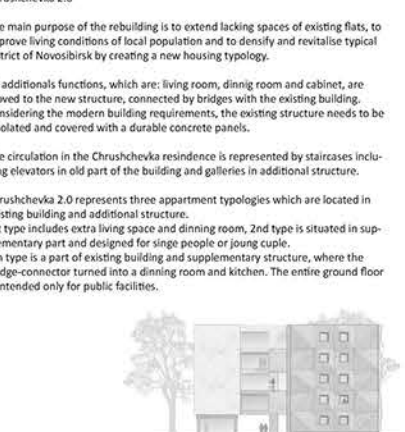 rushchevka 2.0
e main purpose of the rebuilding is to extend lacking spaces of existing flats, to
prove living conditions of local population and to densify and revitalise typical
trict of Novosibirsk by creating a new housing typology.
additionals functions, which are: living room, dinnig room and cabinet, are
ved to the new structure, connected by bridges with the existing building.
nsidering the modern building requirements, the existing structure needs to be
olated and covered with a durable concrete panels.
e circulation in the Chrushchevka resindence is represented by staircases inclu-
ng elevators in old part of the building and galleries in additional structure.
rushchevka 2.0 represents three appartment typologies which are located in
sting building and additional structure.
type includes extra living space and dinning room, 2nd type is situated in sup-
ementary part and designed for singe people or joung cuple.
type is a part of existing building and supplementary structure, where the
dge-connector turned into a dinning room and kitchen. The entire ground floor
ntended only for public facilities.